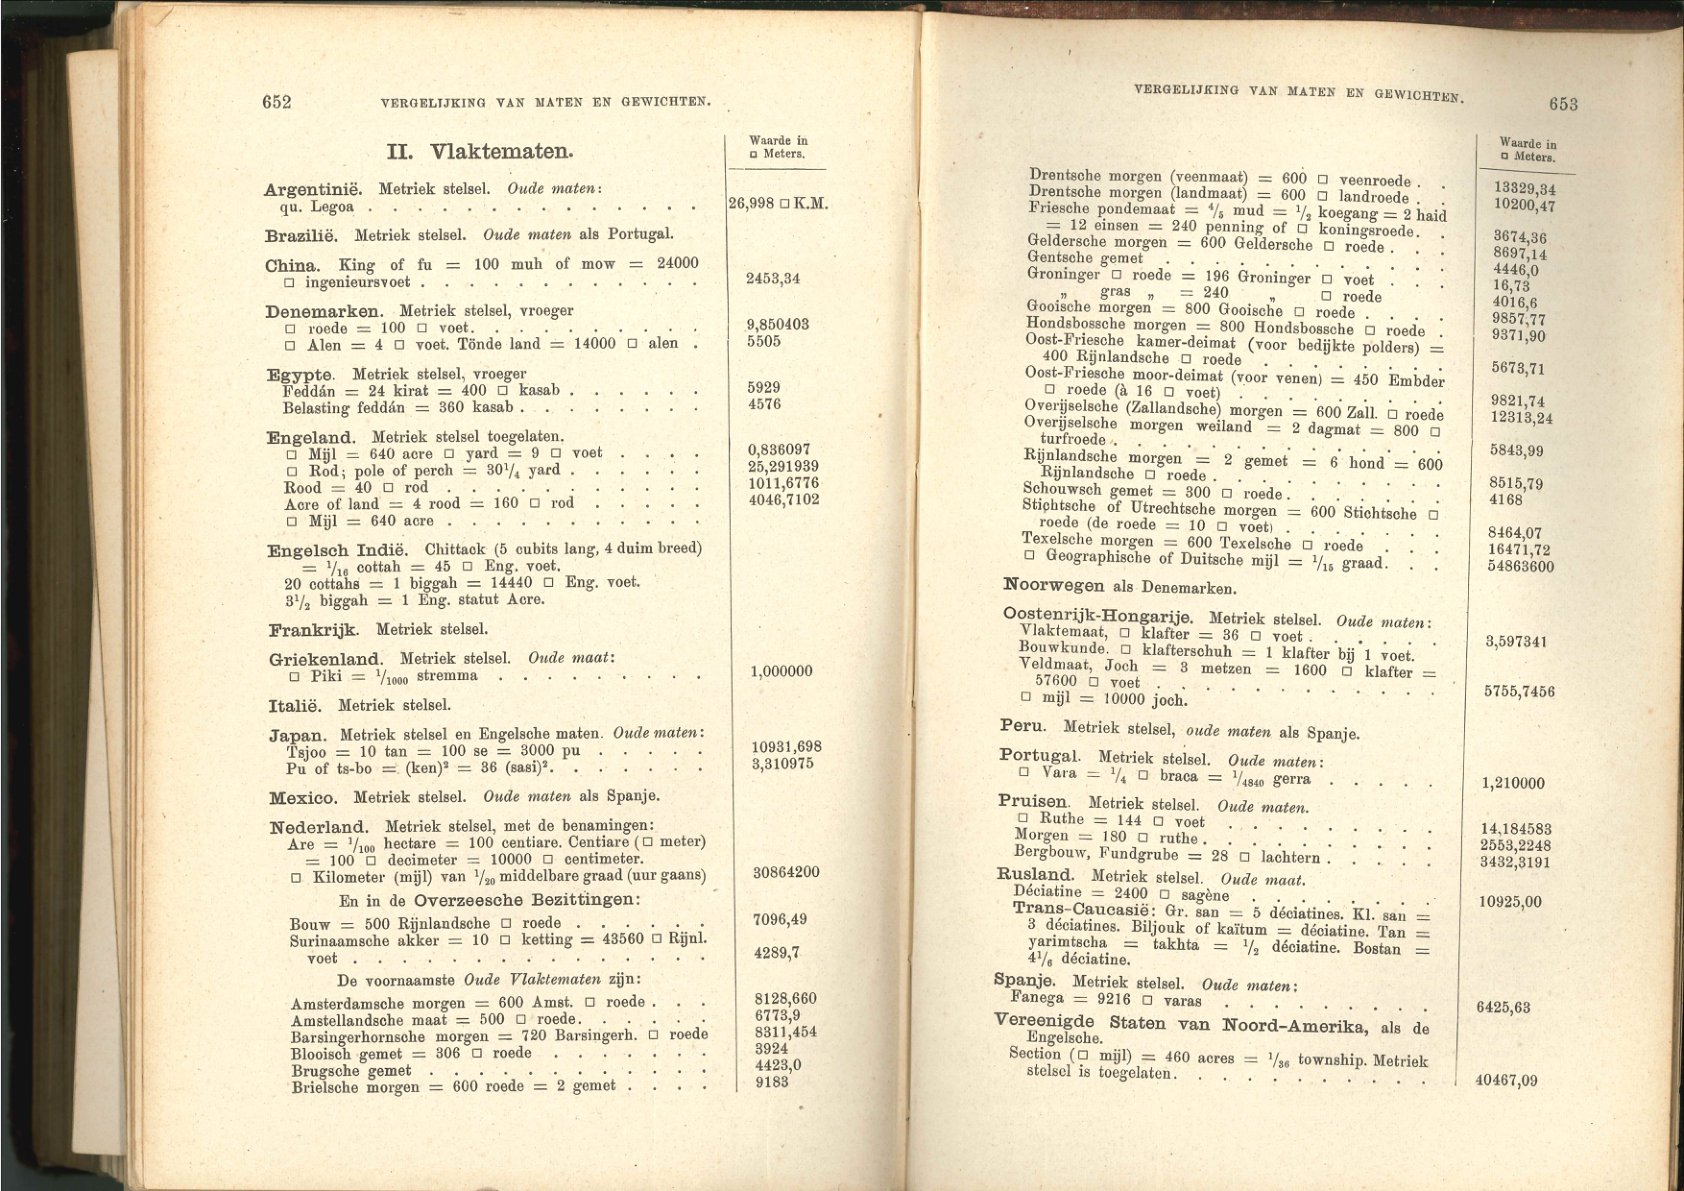 652 VERGELIJKING VAN MATEN EN GEWICHTEN.
II. Vlaktematen.
Waarde in
□ Meters.
Argentinië. Metriek stelsel. Oude maten:
qu. Legoa . . . . . . . . . . . . . 26,998 □ K.M.
Brazilië. Metriek stelsel. Oude maten als Portugal.
China. King of fu = 100 muh of mow = 24000
□ ingenieursvoet . . . . . . . . . . . 2453,34
Denemarken. Metriek stelsel, vroeger
□ roede = 100 □ voet. . . . . . . . . 9,850403
□ Alen = 4 □ voet. Tönde land = 14000 □ alen . 5505
Egypte. Metriek stelsel, vroeger
Feddán = 24 kirat = 400 □ kasab . . . . . . 5929
Belasting feddán = 360 kasab . . . . . . . . 4576
Engeland. Metriek stelsel toegelaten.
□ Mijl = 640 acre □ yard = 9 □ voet . . . . 0,836097
□ Rod; pole of perch = 30¹/₄ yard . . . . . . 25,291939
Rood = 40 □ rod . . . . . . . . . . 1011,6776
Acre of land = 4 rood = 160 □ rod . . . . . 4046,7102
□ Mijl = 640 acre . . . . . . . . . . .
Engelsch Indië. Chittack (5 cubits lang, 4 duim breed)
= ¹/₁₆ cottah = 45 □ Eng. voet.
20 cottahs = 1 biggah = 14440 □ Eng. voet.
3¹/₂ biggah = 1 Eng. statut Acre.
Frankrijk. Metriek stelsel.
Griekenland. Metriek stelsel. Oude maat:
□ Piki = ¹/₁₀₀₀ stremma . . . . . . . . . 1,000000
Italië. Metriek stelsel.
Japan. Metriek stelsel en Engelsche maten. Oude maten:
Tsjoo = 10 tan = 100 se = 3000 pu . . . . . 10931,698
Pu of ts-bo = (ken)² = 36 (sasi)². . . . . . . 3,310975
Mexico. Metriek stelsel. Oude maten als Spanje.
Nederland. Metriek stelsel, met de benamingen:
Are = ¹/₁₀₀ hectare = 100 centiare. Centiare (□ meter)
= 100 □ decimeter = 10000 □ centimeter.
□ Kilometer (mijl) van ¹/₂₀ middelbare graad (uur gaans) 30864200
En in de Overzeesche Bezittingen:
Bouw = 500 Rijnlandsche □ roede . . . . . . 7096,49
Surinaamsche akker = 10 □ ketting = 43560 □ Rijnl.
voet . . . . . . . . . . . . . . . 4289,7
De voornaamste Oude Vlaktematen zijn:
Amsterdamsche morgen = 600 Amst. □ roede . . . 8128,660
Amstellandsche maat = 500 □ roede. . . . . . 6773,9
Barsingerhornsche morgen = 720 Barsingerh. □ roede 8311,454
Blooisch gemet = 306 □ roede . . . . . . . 3924
Brugsche gemet . . . . . . . . . . . . 4423,0
Brielsche morgen = 600 roede = 2 gemet . . . . 9183
VERGELIJKING VAN MATEN EN GEWICHTEN. 653
Waarde in
□ Meters.
Drentsche morgen (veenmaat) = 600 □ veenroede . . 13329,34
Drentsche morgen (landmaat) = 600 □ landroede . . 10200,47
Friesche pondemaat = ⁴/₅ mud = ¹/₂ koegang = 2 haid
= 12 einsen = 240 penning of □ koningsroede. . 3674,36
Geldersche morgen = 600 Geldersche □ roede . . . 8697,14
Gentsche gemet . . . . . . . . . . . 4446,0
Groninger □ roede = 196 Groninger □ voet . . . 16,73
„ gras „ = 240 „ □ roede 4016,6
Gooische morgen = 800 Gooische □ roede . . . . 9857,77
Hondsbossche morgen = 800 Hondsbossche □ roede . 9371,90
Oost-Friesche kamer-deimat (voor bedijkte polders) =
400 Rijnlandsche □ roede . . . . . . . . 5673,71
Oost-Friesche moor-deimat (voor venen) = 450 Embder
□ roede (à 16 □ voet) . . . . . . . . . 9821,74
Overijselsche (Zallandsche) morgen = 600 Zall. □ roede 12313,24
Overijselsche morgen weiland = 2 dagmat = 800 □
turfroede . . . . . . . . . . . . . . 5843,99
Rijnlandsche morgen = 2 gemet = 6 hond = 600
Rijnlandsche □ roede . . . . . . . . . . 8515,79
Schouwsch gemet = 300 □ roede . . . . . . . 4168
Stichtsche of Utrechtsche morgen = 600 Stichtsche □
roede (de roede = 10 □ voet) . . . . . . . 8464,07
Texelsche morgen = 600 Texelsche □ roede . . . 16471,72
□ Geographische of Duitsche mijl = ¹/₁₅ graad. . . 54863600
Noorwegen als Denemarken.
Oostenrijk-Hongarije. Metriek stelsel. Oude maten:
Vlaktemaat, □ klafter = 36 □ voet . . . . . . 3,597341
Bouwkunde. □ klafterschuh = 1 klafter bij 1 voet.
Veldmaat, Joch = 3 metzen = 1600 □ klafter =
57600 □ voet . . . . . . . . . . . . 5755,7456
□ mijl = 10000 joch.
Peru. Metriek stelsel, oude maten als Spanje.
Portugal. Metriek stelsel. Oude maten:
□ Vara = ¹/₄ □ braca = ¹/₄₈₄₀ gerra . . . . . 1,210000
Pruisen. Metriek stelsel. Oude maten.
□ Ruthe = 144 □ voet . . . . . . . . . 14,184583
Morgen = 180 □ ruthe . . . . . . . . . . 2553,2248
Bergbouw, Fundgrube = 28 □ lachtern . . . . . 3432,3191
Rusland. Metriek stelsel. Oude maat.
Déciatine = 2400 □ sagène . . . . . . . . 10925,00
Trans-Caucasië: Gr. san = 5 déciatines. Kl. san =
3 déciatines. Biljouk of kaïtum = déciatine. Tan =
yarimtscha = takhta = ¹/₂ déciatine. Bostan =
4¹/₆ déciatine.
Spanje. Metriek stelsel. Oude maten:
Fanega = 9216 □ varas . . . . . . . . . 6425,63
Vereenigde Staten van Noord-Amerika, als de
Engelsche.
Section (□ mijl) = 460 acres = ¹/₃₆ township. Metriek
stelsel is toegelaten. . . . . . . . . . . 40467,09